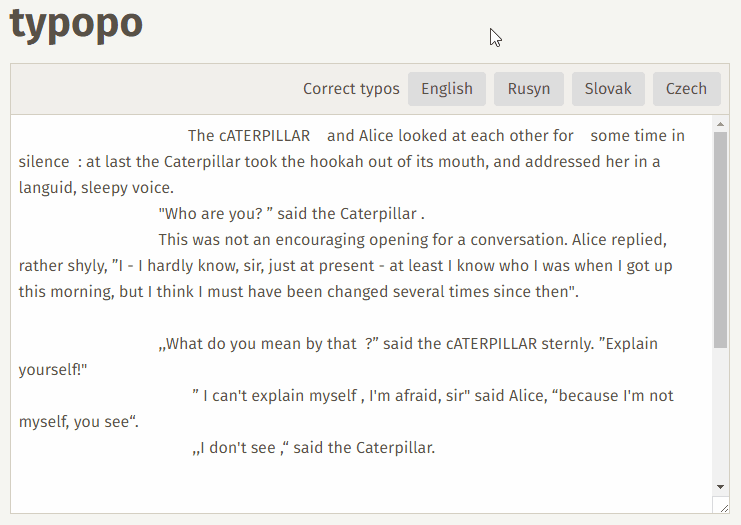 typopo
Correct typos English Rusyn Slovak Czech
The cATERPILLAR    and Alice looked at each other for    some time in
silence  : at last the Caterpillar took the hookah out of its mouth, and addressed her in a
languid, sleepy voice.
"Who are you? ” said the Caterpillar .
This was not an encouraging opening for a conversation. Alice replied,
rather shyly, ”I - I hardly know, sir, just at present - at least I know who I was when I got up
this morning, but I think I must have been changed several times since then".
„What do you mean by that  ?” said the cATERPILLAR sternly. ”Explain
yourself!"
” I can't explain myself , I'm afraid, sir" said Alice, “because I'm not
myself, you see“.
„I don't see ,“ said the Caterpillar.